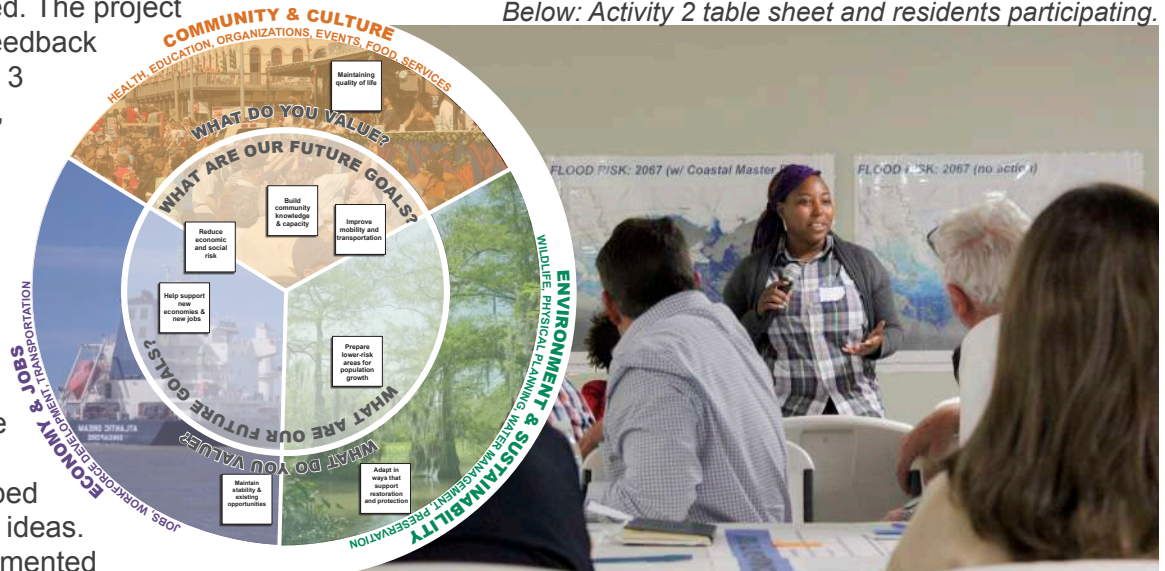 ed. The project
eedback
3
,
e
ped
ideas.
mented
Below: Activity 2 table sheet and residents participating.
COMMUNITY & CULTURE
HEALTH, EDUCATION, ORGANIZATIONS, EVENTS, FOOD, SERVICES
Maintaining
quality of life
WHAT DO YOU VALUE?
WHAT ARE OUR FUTURE GOALS?
Build
community
knowledge
& capacity
Improve
mobility and
transportation
Reduce
economic
and social
risk
Help support
new
economies &
new jobs
Prepare
lower-risk
areas for
population
growth
WHAT ARE OUR FUTURE GOALS?
WHAT DO YOU VALUE?
Maintain
stability &
existing
opportunities
Adapt in
ways that
support
restoration
and protection
ECONOMY & JOBS
JOBS, WORKFORCE DEVELOPMENT, TRANSPORTATION
ENVIRONMENT & SUSTAINABILITY
WILDLIFE, PHYSICAL PLANNING, WATER MANAGEMENT, PRESERVATION
ATLANTIC DREAM
SINGAPORE
FLOOD RISK: 2067 (w/ Coastal Master
FLOOD RISK: 2067 (no action)